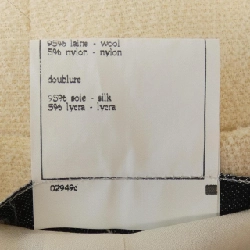 95% laine - wool
5% nylon - nylon
doublure
95% soie - silk
5% lycra - lycra
02949c